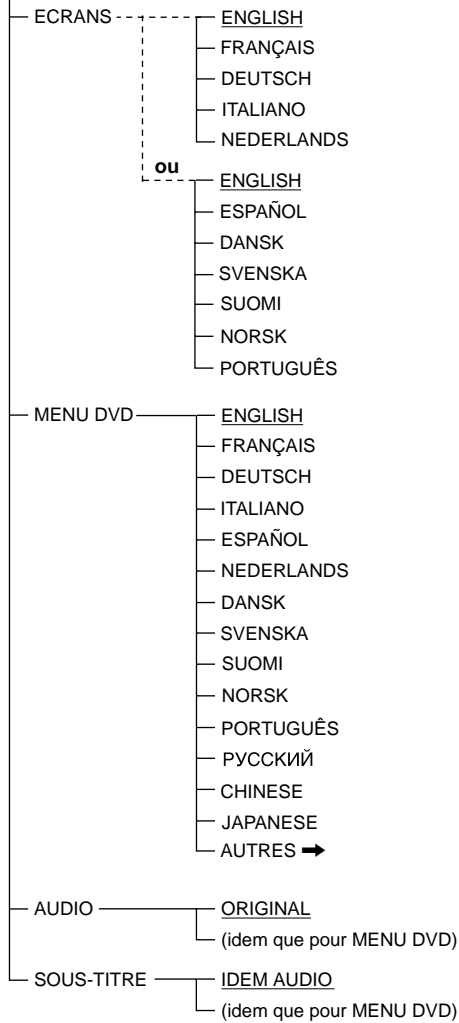 ECRANS ENGLISH
FRANÇAIS
DEUTSCH
ITALIANO
NEDERLANDS
ou
ENGLISH
ESPAÑOL
DANSK
SVENSKA
SUOMI
NORSK
PORTUGUÊS
MENU DVD ENGLISH
FRANÇAIS
DEUTSCH
ITALIANO
ESPAÑOL
NEDERLANDS
DANSK
SVENSKA
SUOMI
NORSK
PORTUGUÊS
РУССКИЙ
CHINESE
JAPANESE
AUTRES ➡
AUDIO ORIGINAL
(idem que pour MENU DVD)
SOUS-TITRE IDEM AUDIO
(idem que pour MENU DVD)